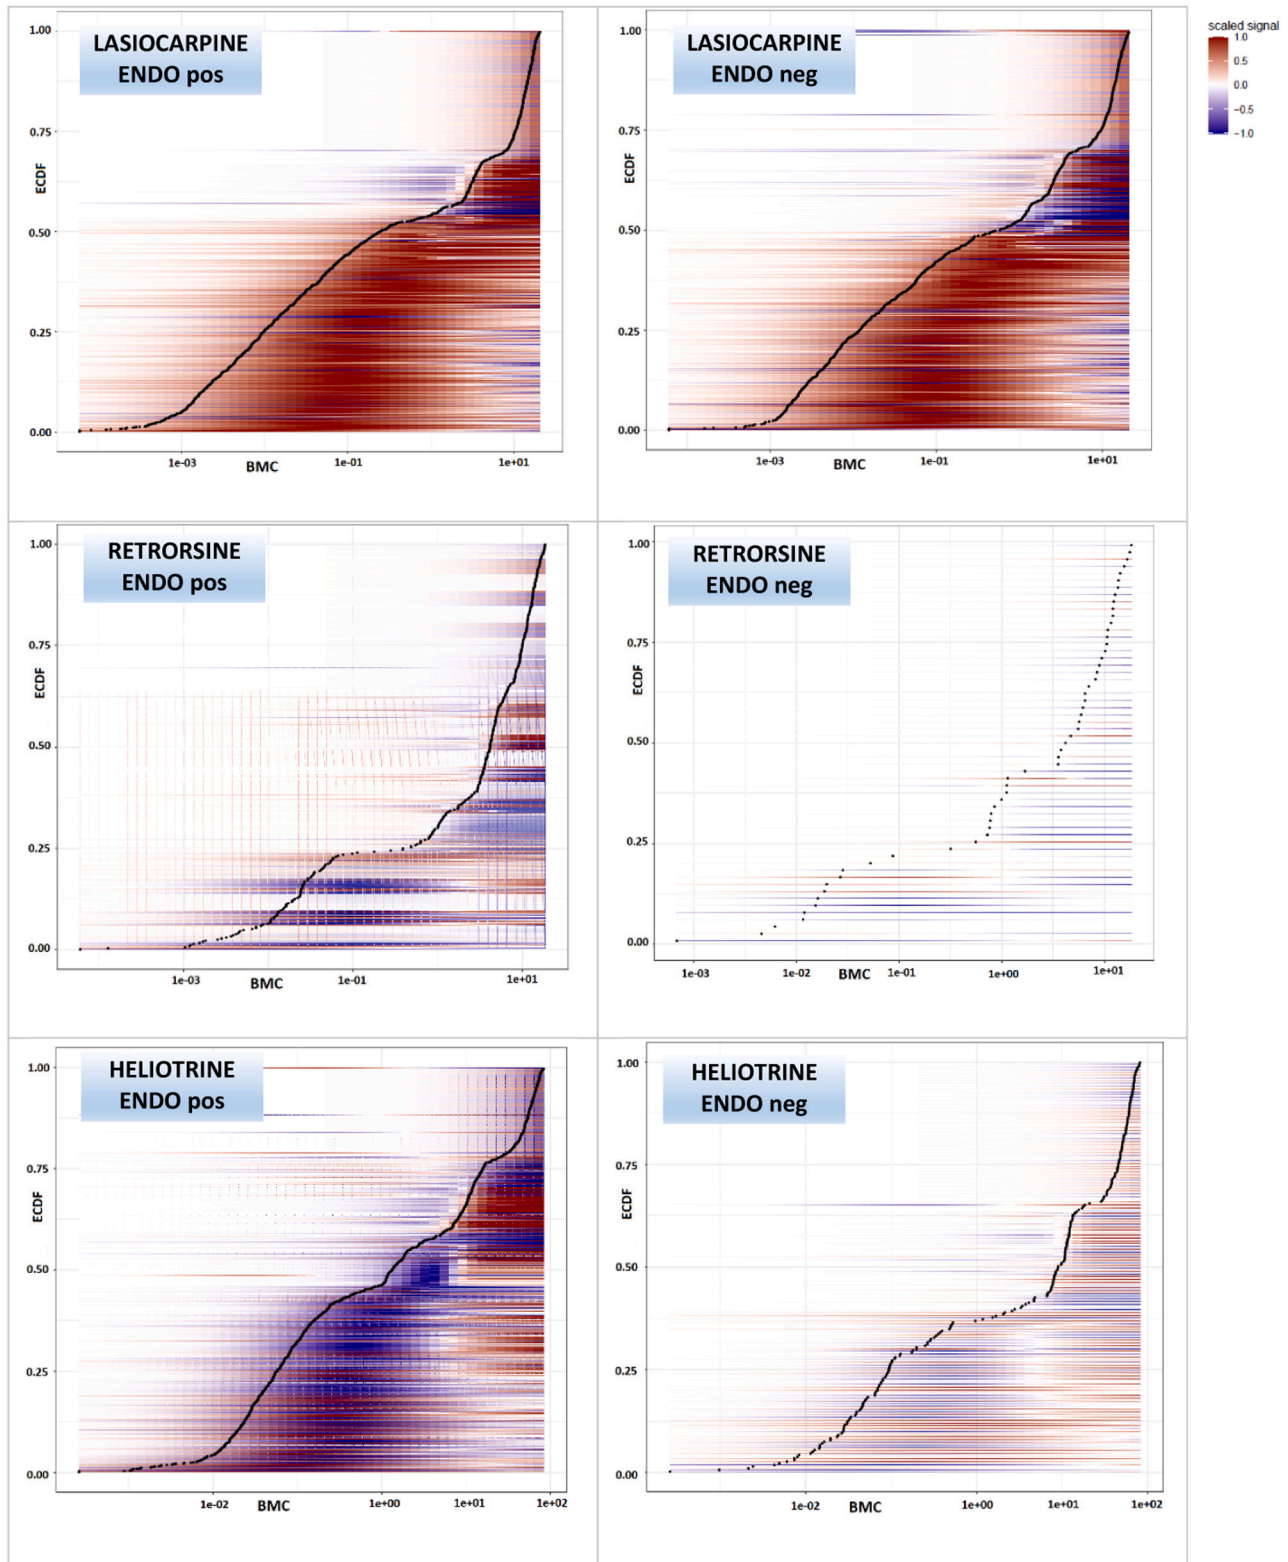 LASIOCARPINE
ENDO pos
1.00
0.75
0.50
0.25
0.00
ECDF
1e-03
1e-01
1e+01
BMC
LASIOCARPINE
ENDO neg
1.00
0.75
0.50
0.25
0.00
ECDF
1e-03
1e-01
1e+01
BMC
scaled signal
1.0
0.5
0.0
−0.5
−1.0
RETRORSINE
ENDO pos
1.00
0.75
0.50
0.25
0.00
ECDF
1e-03
1e-01
1e+01
BMC
RETRORSINE
ENDO neg
1.00
0.75
0.50
0.25
0.00
ECDF
1e-03
1e-02
1e-01
1e+00
1e+01
BMC
HELIOTRINE
ENDO pos
1.00
0.75
0.50
0.25
0.00
ECDF
1e-02
1e+00
1e+01
1e+02
BMC
HELIOTRINE
ENDO neg
1.00
0.75
0.50
0.25
0.00
ECDF
1e-02
1e+00
1e+01
1e+02
BMC